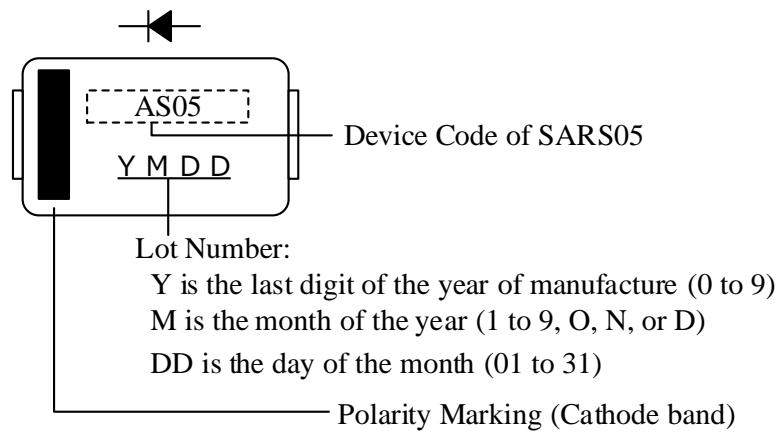 AS05
Device Code of SARS05
Y M D D
Lot Number:
Y is the last digit of the year of manufacture (0 to 9)
M is the month of the year (1 to 9, O, N, or D)
DD is the day of the month (01 to 31)
Polarity Marking (Cathode band)